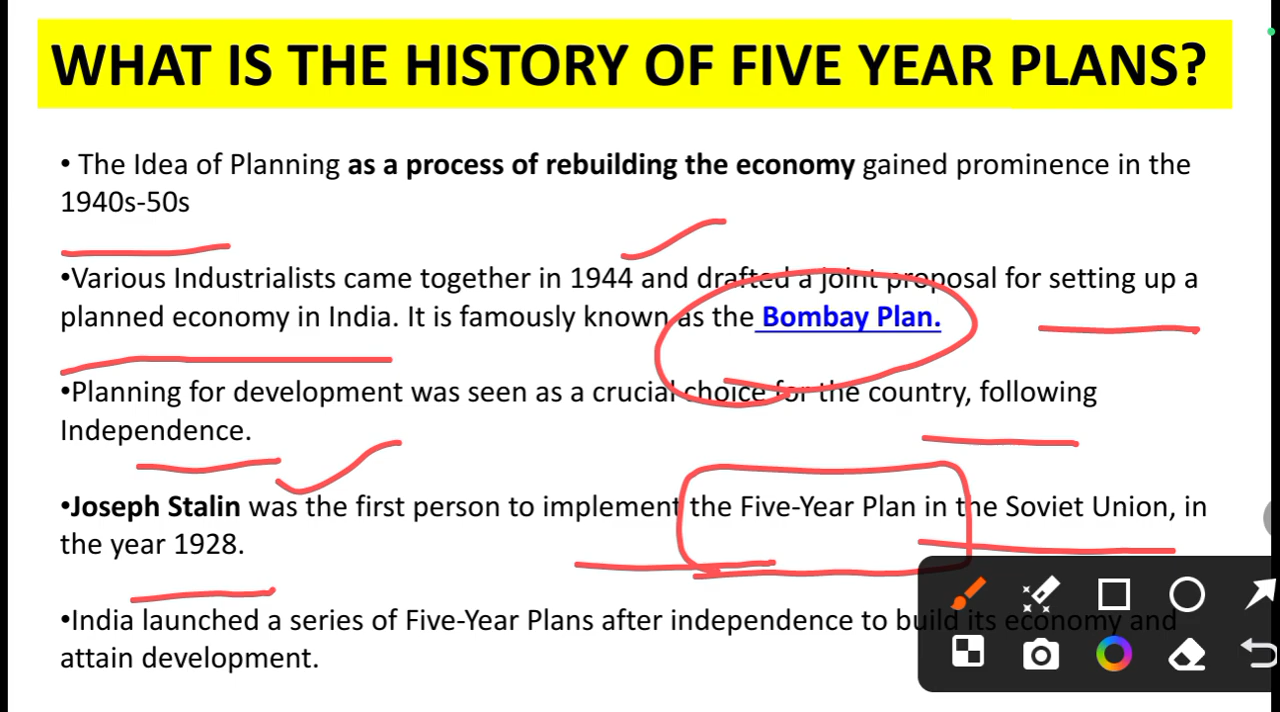 WHAT IS THE HISTORY OF FIVE YEAR PLANS?
• The Idea of Planning as a process of rebuilding the economy gained prominence in the
1940s-50s
•Various Industrialists came together in 1944 and drafted a joint proposal for setting up a
planned economy in India. It is famously known as the Bombay Plan.
•Planning for development was seen as a crucial choice for the country, following
Independence.
•Joseph Stalin was the first person to implement the Five-Year Plan in the Soviet Union, in
the year 1928.
•India launched a series of Five-Year Plans after independence to build its economy and
attain development.